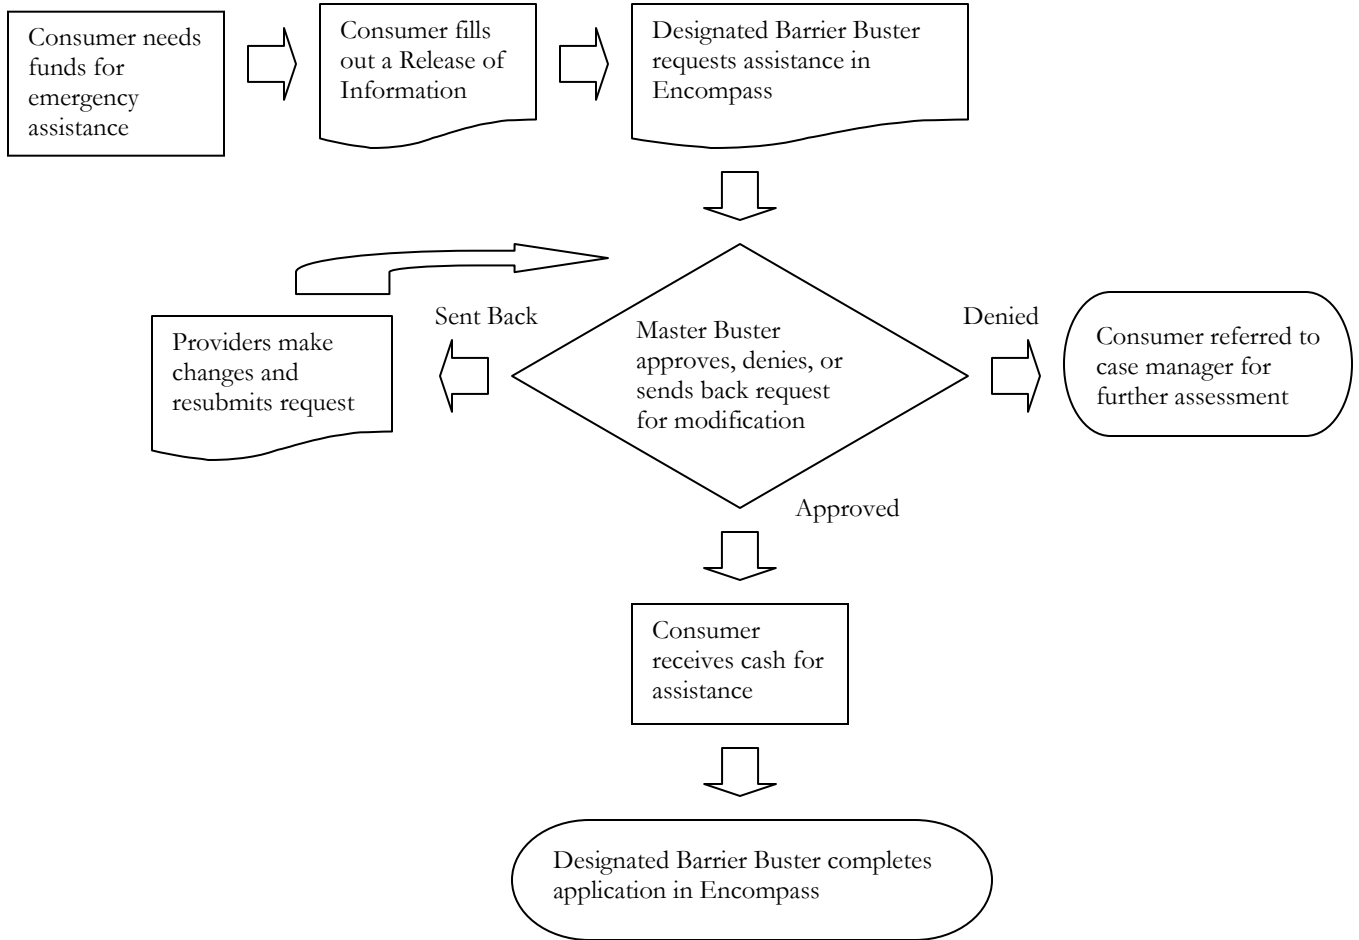 Consumer needs
funds for
emergency
assistance
Consumer fills
out a Release of
Information
Designated Barrier Buster
requests assistance in
Encompass
Sent Back
Providers make
changes and
resubmits request
Master Buster
approves, denies, or
sends back request
for modification
Denied
Consumer referred to
case manager for
further assessment
Approved
Consumer
receives cash for
assistance
Designated Barrier Buster completes
application in Encompass